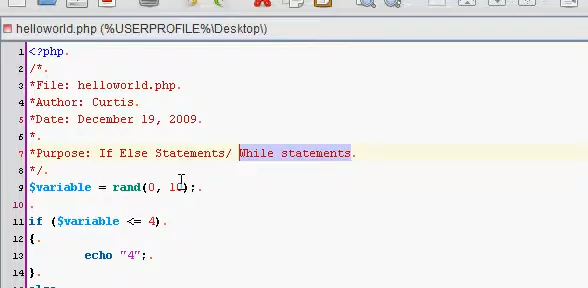 helloworld.php (%USERPROFILE%\Desktop\)
1 <?php.
2 /*.
3 *File: helloworld.php.
4 *Author: Curtis.
5 *Date: December 19, 2009.
6 *.
7 *Purpose: If Else Statements/ While statements.
8 */.
9 $variable = rand(0, 10);.
10 .
11 if ($variable <= 4).
12 {.
13 echo "4";.
14 }.